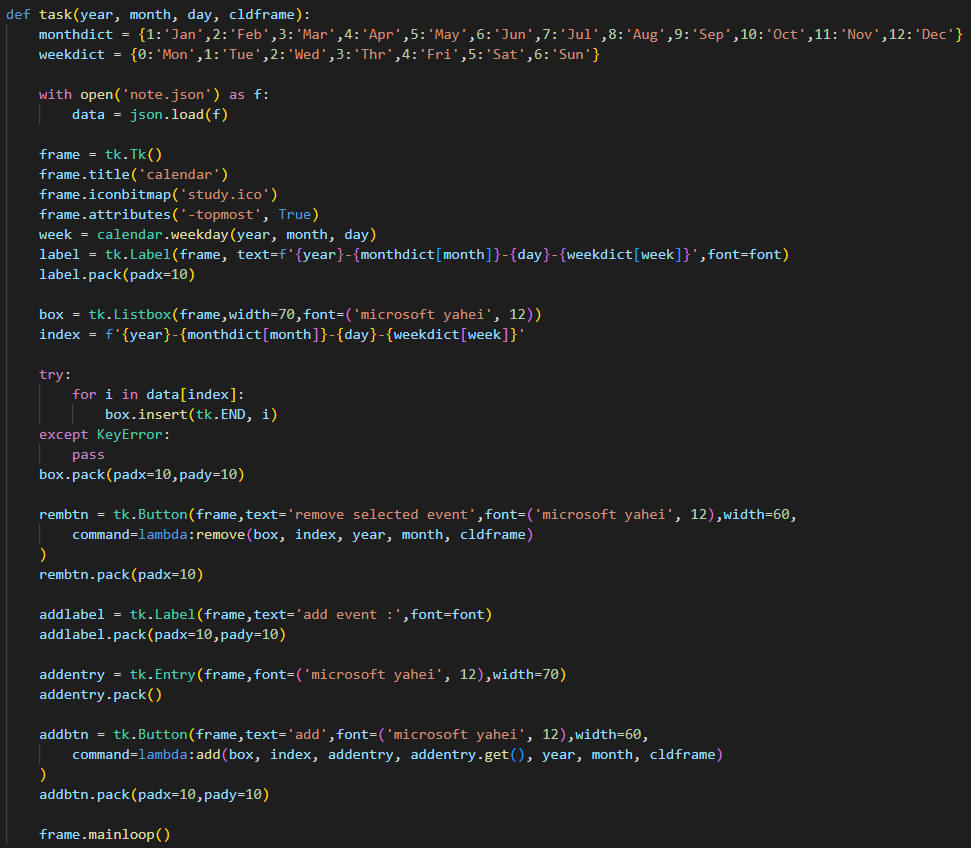 def task(year, month, day, cldframe):
    monthdict = {1:'Jan',2:'Feb',3:'Mar',4:'Apr',5:'May',6:'Jun',7:'Jul',8:'Aug',9:'Sep',10:'Oct',11:'Nov',12:'Dec'}
    weekdict = {0:'Mon',1:'Tue',2:'Wed',3:'Thr',4:'Fri',5:'Sat',6:'Sun'}

    with open('note.json') as f:
        data = json.load(f)

    frame = tk.Tk()
    frame.title('calendar')
    frame.iconbitmap('study.ico')
    frame.attributes('-topmost', True)
    week = calendar.weekday(year, month, day)
    label = tk.Label(frame, text=f'{year}-{monthdict[month]}-{day}-{weekdict[week]}',font=font)
    label.pack(padx=10)

    box = tk.Listbox(frame,width=70,font=('microsoft yahei', 12))
    index = f'{year}-{monthdict[month]}-{day}-{weekdict[week]}'

    try:
        for i in data[index]:
            box.insert(tk.END, i)
    except KeyError:
        pass
    box.pack(padx=10,pady=10)

    rembtn = tk.Button(frame,text='remove selected event',font=('microsoft yahei', 12),width=60,
        command=lambda:remove(box, index, year, month, cldframe)
    )
    rembtn.pack(padx=10)

    addlabel = tk.Label(frame,text='add event :',font=font)
    addlabel.pack(padx=10,pady=10)

    addentry = tk.Entry(frame,font=('microsoft yahei', 12),width=70)
    addentry.pack()

    addbtn = tk.Button(frame,text='add',font=('microsoft yahei', 12),width=60,
        command=lambda:add(box, index, addentry, addentry.get(), year, month, cldframe)
    )
    addbtn.pack(padx=10,pady=10)

    frame.mainloop()